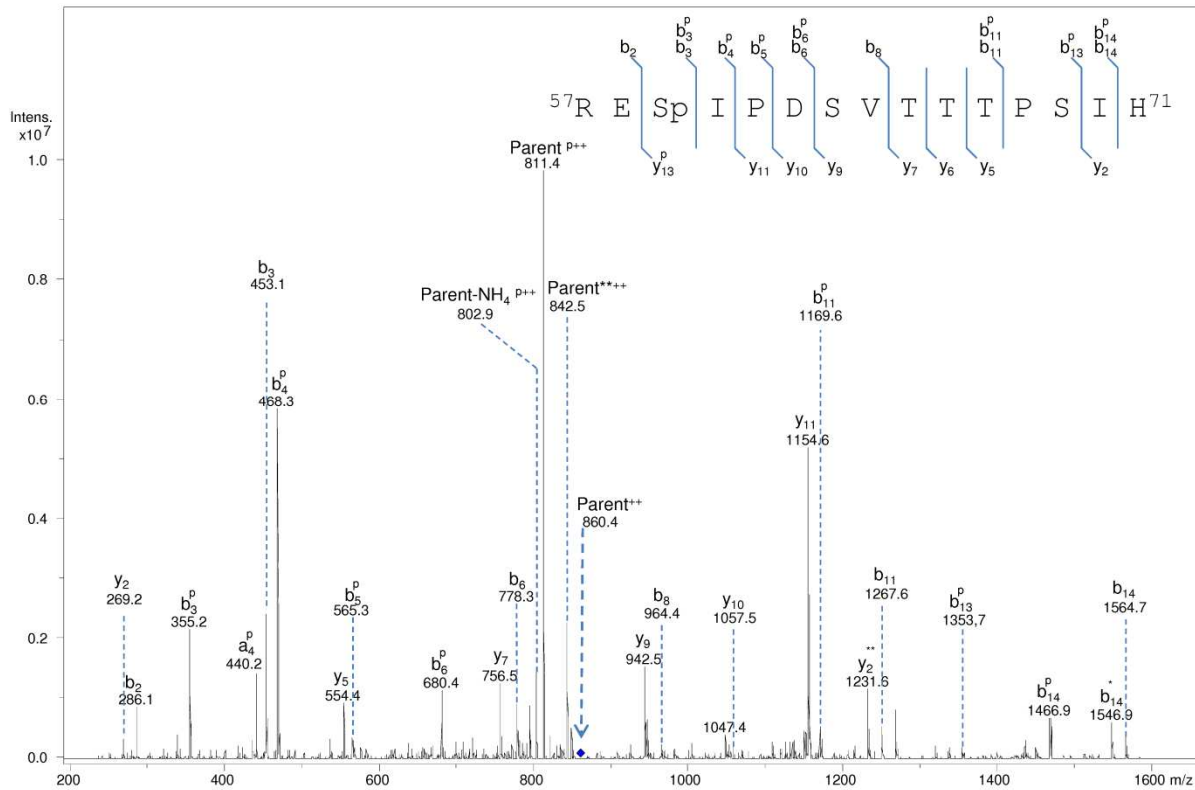 b2 b3p b3 b4p b5p b6p b6 b8 b11p b11 b13p b14p b14
57R E Sp I P D S V T T T P S I H71
y13p y11 y10 y9 y7 y6 y5 y2
Intens.
x107
1.0
0.8
0.6
0.4
0.2
0.0
Parent p++
811.4
b3
453.1
Parent-NH4 p++
802.9
Parent**++
842.5
b11p
1169.6
b4p
468.3
y11
1154.6
Parent++
860.4
y2
269.2
b3p
355.2
b2
286.1
a4p
440.2
y5
554.4
b5p
565.3
b6p
680.4
y7
756.5
b6
778.3
y9
942.5
b8
964.4
1047.4
y10
1057.5
y2**
1231.6
b11
1267.6
b13p
1353,7
b14p
1466.9
b14*
1546.9
b14
1564.7
200 400 600 800 1000 1200 1400 1600 m/z